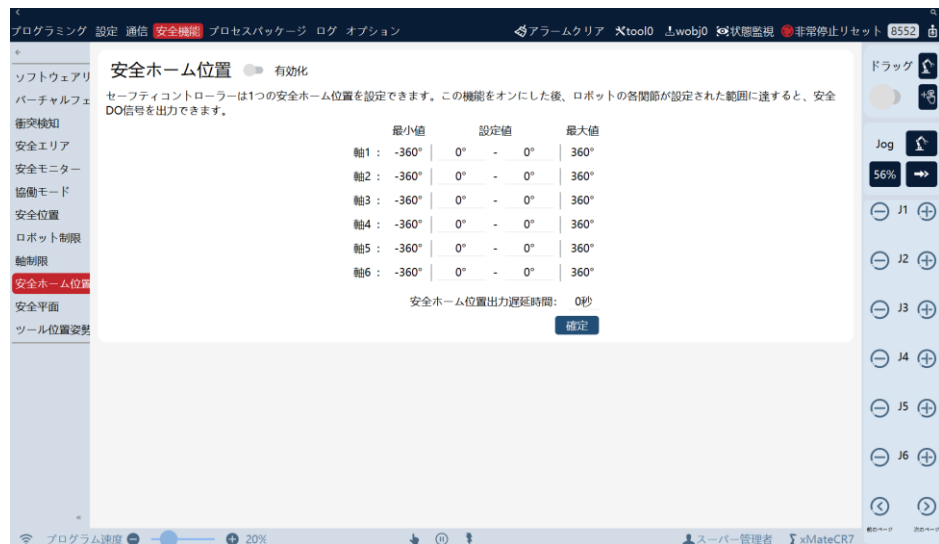 プログラミング 設定 通信 安全機能 プロセスパッケージ ログ オプション アラームクリア tool0 wobj0 状態監視 非常停止リセット 8552
ソフトウェアリ
バーチャルフェ
衝突検知
安全エリア
安全モニター
協働モード
安全位置
ロボット制限
軸制限
安全ホーム位置
安全平面
ツール位置姿勢
安全ホーム位置 有効化
セーフティコントローラーは1つの安全ホーム位置を設定できます。この機能をオンにした後、ロボットの各関節が設定された範囲に達すると、安全
DO信号を出力できます。
最小値 設定値 最大値
軸1 : -360° 0° - 0° 360°
軸2 : -360° 0° - 0° 360°
軸3 : -360° 0° - 0° 360°
軸4 : -360° 0° - 0° 360°
軸5 : -360° 0° - 0° 360°
軸6 : -360° 0° - 0° 360°
安全ホーム位置出力遅延時間: 0秒
確定
ドラッグ
Jog
56%
J1
J2
J3
J4
J5
J6
前のページ 次のページ
プログラム速度 20% スーパー管理者 xMateCR7